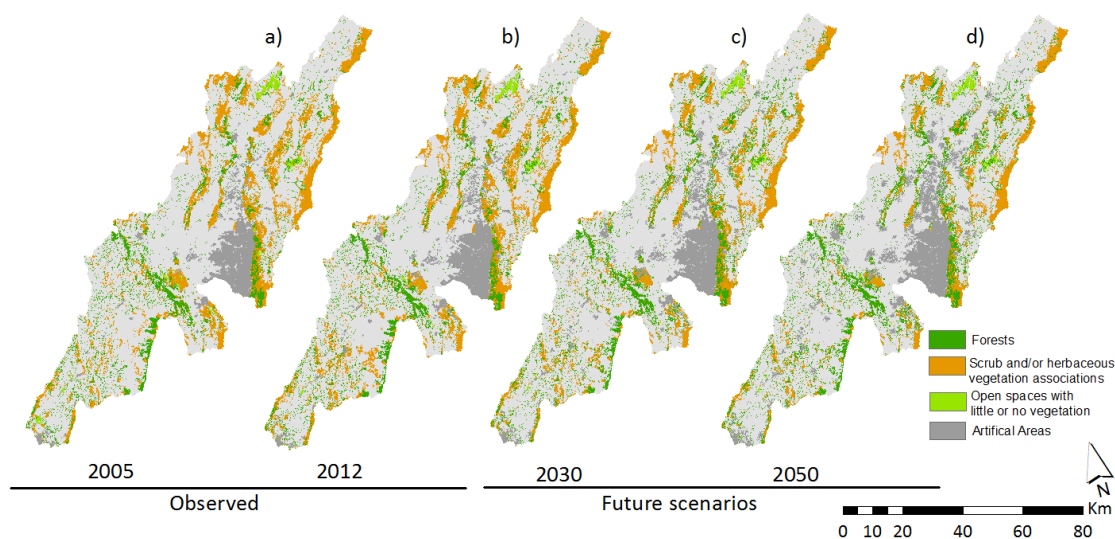 a) b) c) d)
Forests
Scrub and/or herbaceous
vegetation associations
Open spaces with
little or no vegetation
Artifical Areas
2005 2012 2030 2050
Observed Future scenarios
N
Km
0 10 20 40 60 80